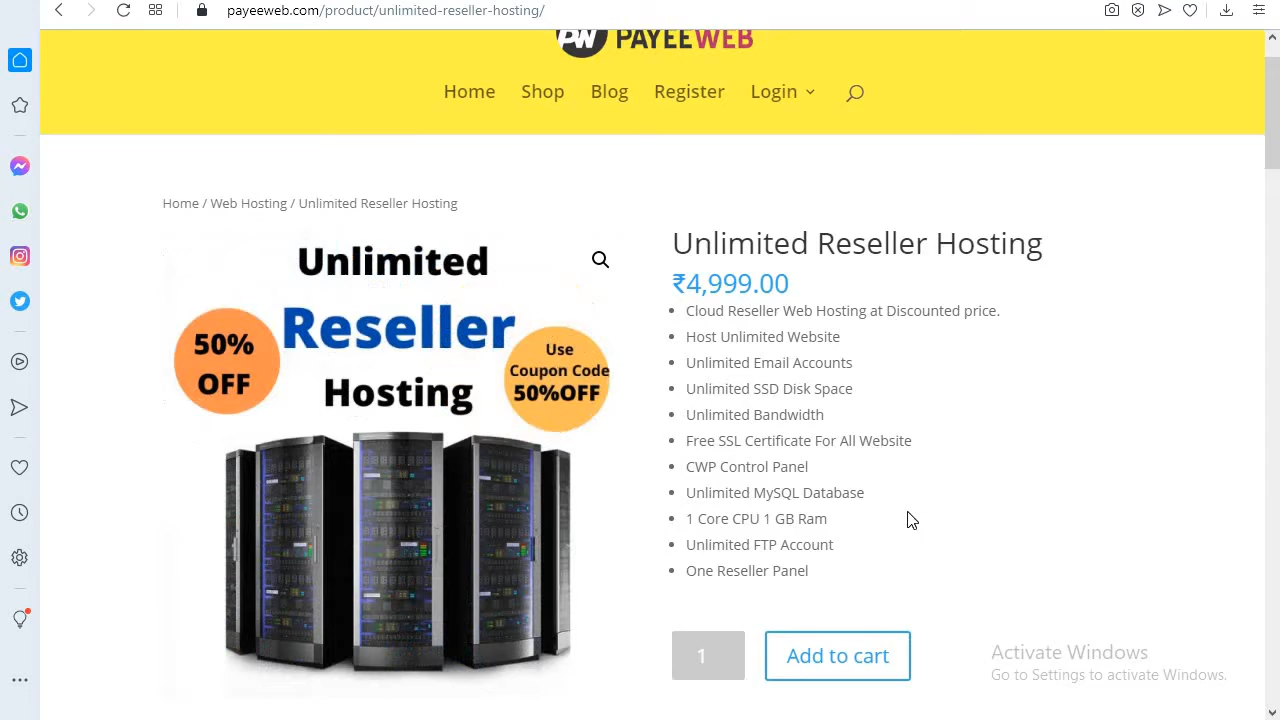 payeeweb.com/product/unlimited-reseller-hosting/
PW PAYEEWEB
Home Shop Blog Register Login
Home / Web Hosting / Unlimited Reseller Hosting
Unlimited
Reseller
Hosting
50%
OFF
Use
Coupon Code
50%OFF
Unlimited Reseller Hosting
₹4,999.00
Cloud Reseller Web Hosting at Discounted price.
Host Unlimited Website
Unlimited Email Accounts
Unlimited SSD Disk Space
Unlimited Bandwidth
Free SSL Certificate For All Website
CWP Control Panel
Unlimited MySQL Database
1 Core CPU 1 GB Ram
Unlimited FTP Account
One Reseller Panel
1 Add to cart
Activate Windows
Go to Settings to activate Windows.